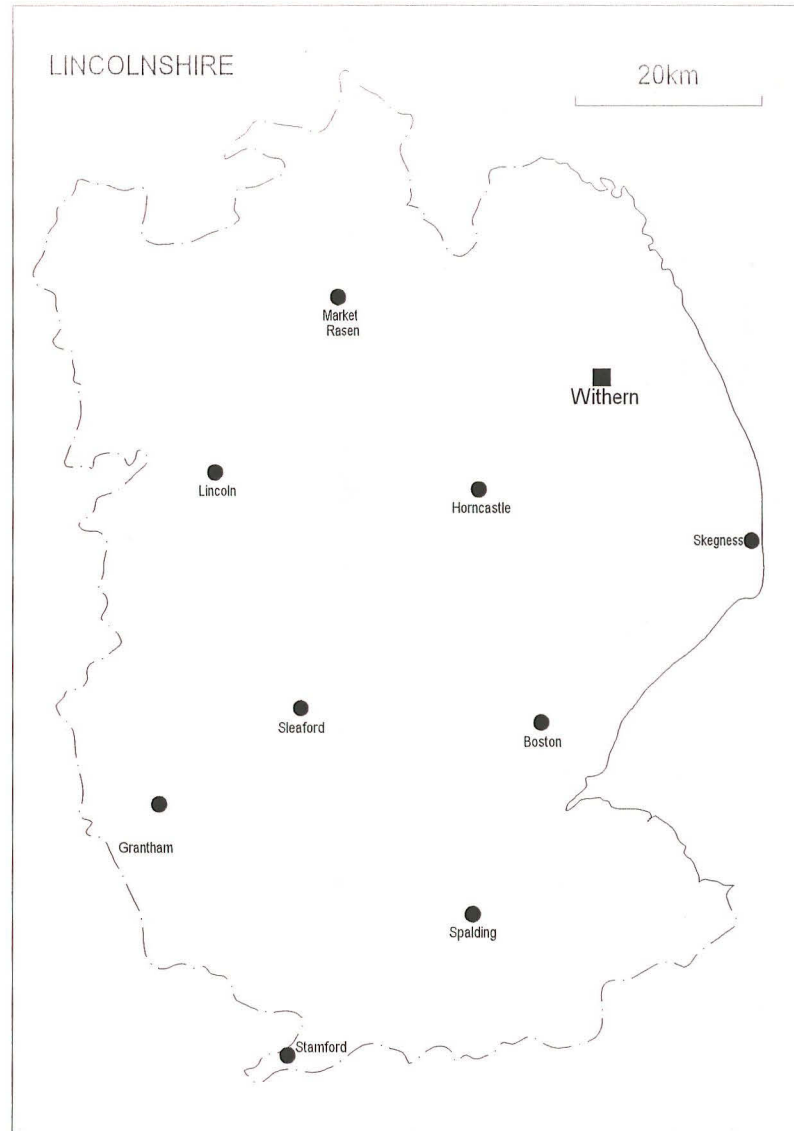 LINCOLNSHIRE
20km
Market
Rasen
Withern
Lincoln
Horncastle
Skegness
Sleaford
Boston
Grantham
Spalding
Stamford